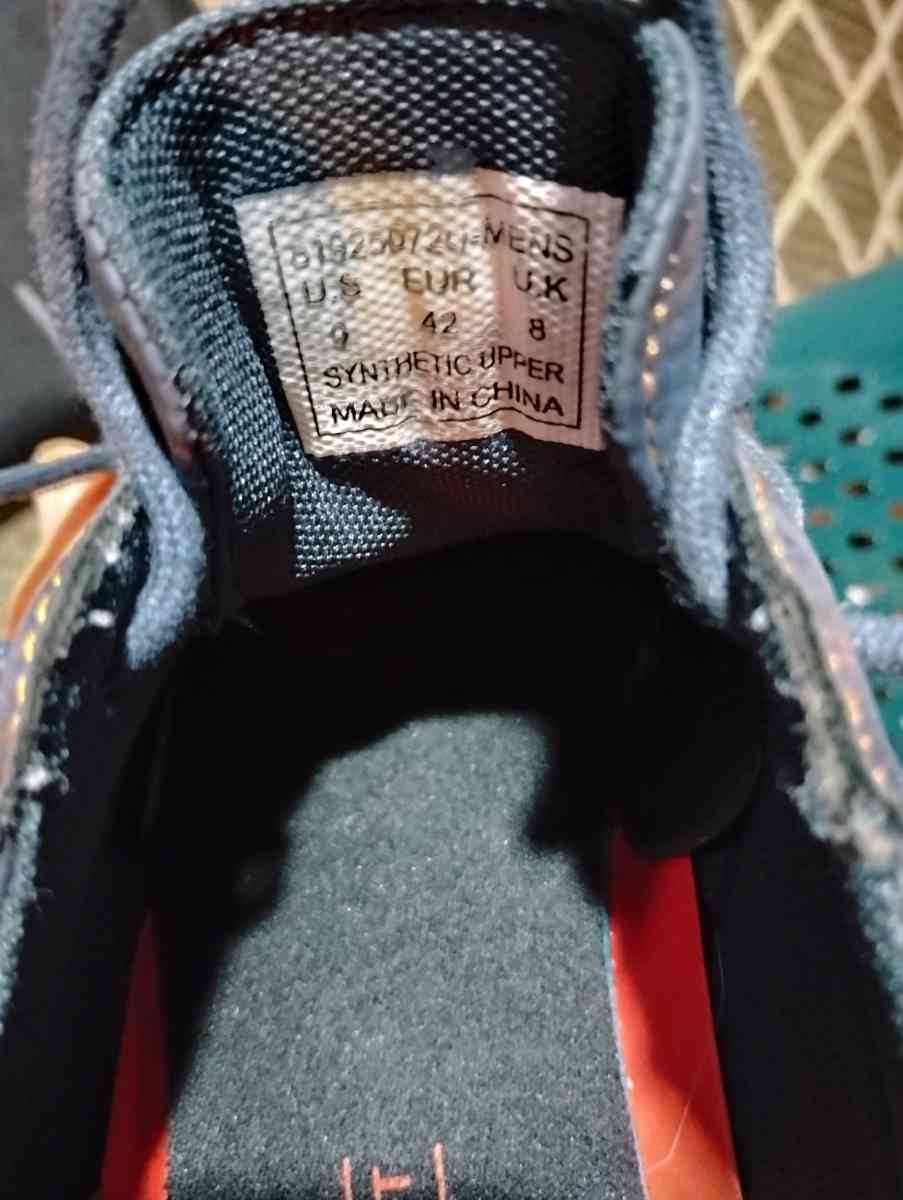 MENS
U.S EUR U.K
9 42 8
SYNTHETIC UPPER
MADE IN CHINA